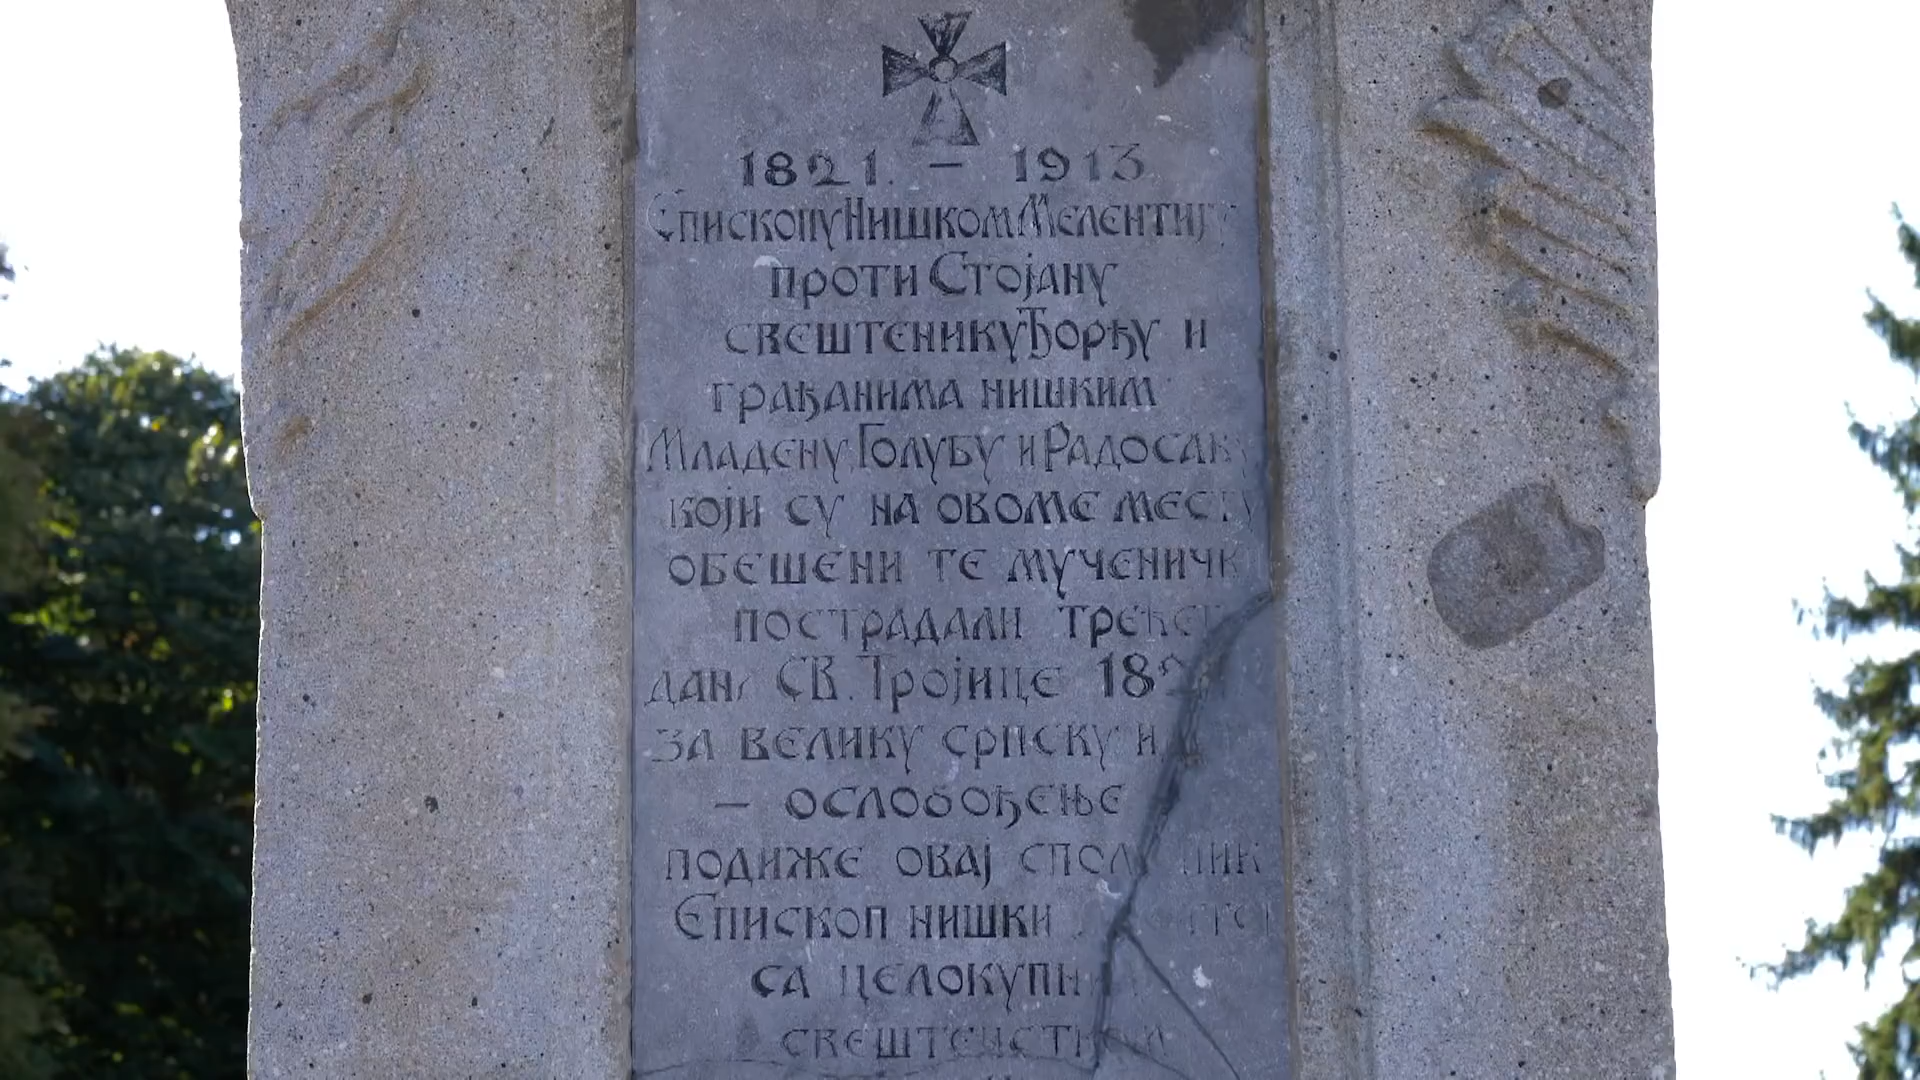 1821. – 1913
Епископу Нишком Мелентију
проти Стојану
свештенику Ђорђу и
грађанима нишким
Младену, Голубу и Радосаву
који су на овоме месту
обешени те мученички
пострадали трећег
дана Св. Тројице 1821
за велику српску и
– ослобођење
подиже овај споменик
Епископ нишки
са целокупним
свештенством